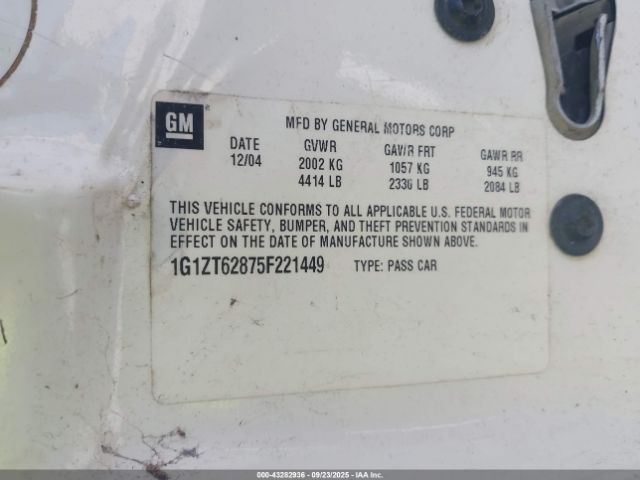 GM
MFD BY GENERAL MOTORS CORP
DATE GVWR GAWR FRT GAWR RR
12/04 2002 KG 1057 KG 945 KG
4414 LB 2336 LB 2084 LB
THIS VEHICLE CONFORMS TO ALL APPLICABLE U.S. FEDERAL MOTOR
VEHICLE SAFETY, BUMPER, AND THEFT PREVENTION STANDARDS IN
EFFECT ON THE DATE OF MANUFACTURE SHOWN ABOVE.
1G1ZT62875F221449 TYPE: PASS CAR
000-43282936 - 09/23/2025 - IAAI.com